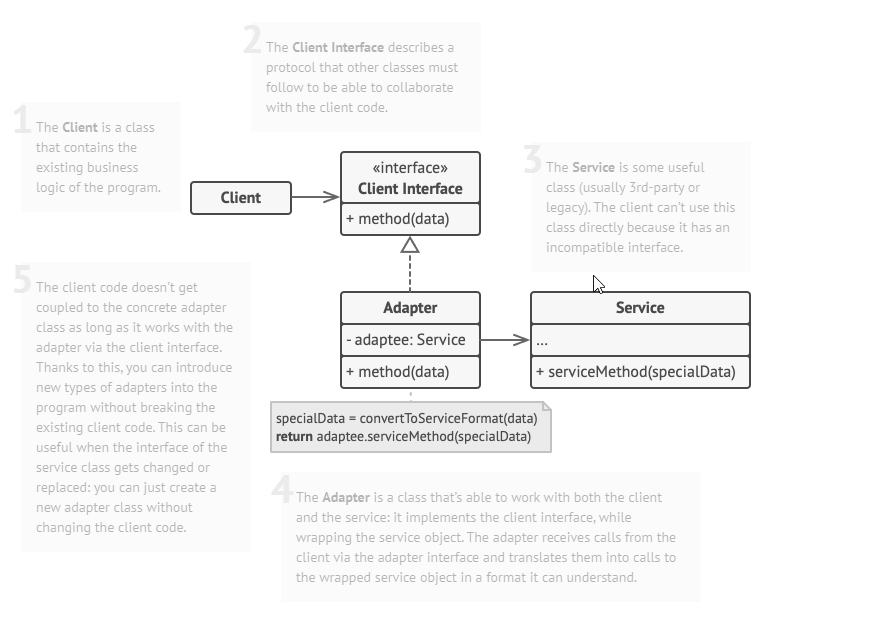 1
The Client is a class
that contains the
existing business
logic of the program.
2
The Client Interface describes a
protocol that other classes must
follow to be able to collaborate
with the client code.
3
The Service is some useful
class (usually 3rd-party or
legacy). The client can't use this
class directly because it has an
incompatible interface.
Client
«interface»
Client Interface
+ method(data)
Adapter
- adaptee: Service
+ method(data)
Service
...
+ serviceMethod(specialData)
specialData = convertToServiceFormat(data)
return adaptee.serviceMethod(specialData)
4
The Adapter is a class that's able to work with both the client
and the service: it implements the client interface, while
wrapping the service object. The adapter receives calls from the
client via the adapter interface and translates them into calls to
the wrapped service object in a format it can understand.
5
The client code doesn't get
coupled to the concrete adapter
class as long as it works with the
adapter via the client interface.
Thanks to this, you can introduce
new types of adapters into the
program without breaking the
existing client code. This can be
useful when the interface of the
service class gets changed or
replaced: you can just create a
new adapter class without
changing the client code.